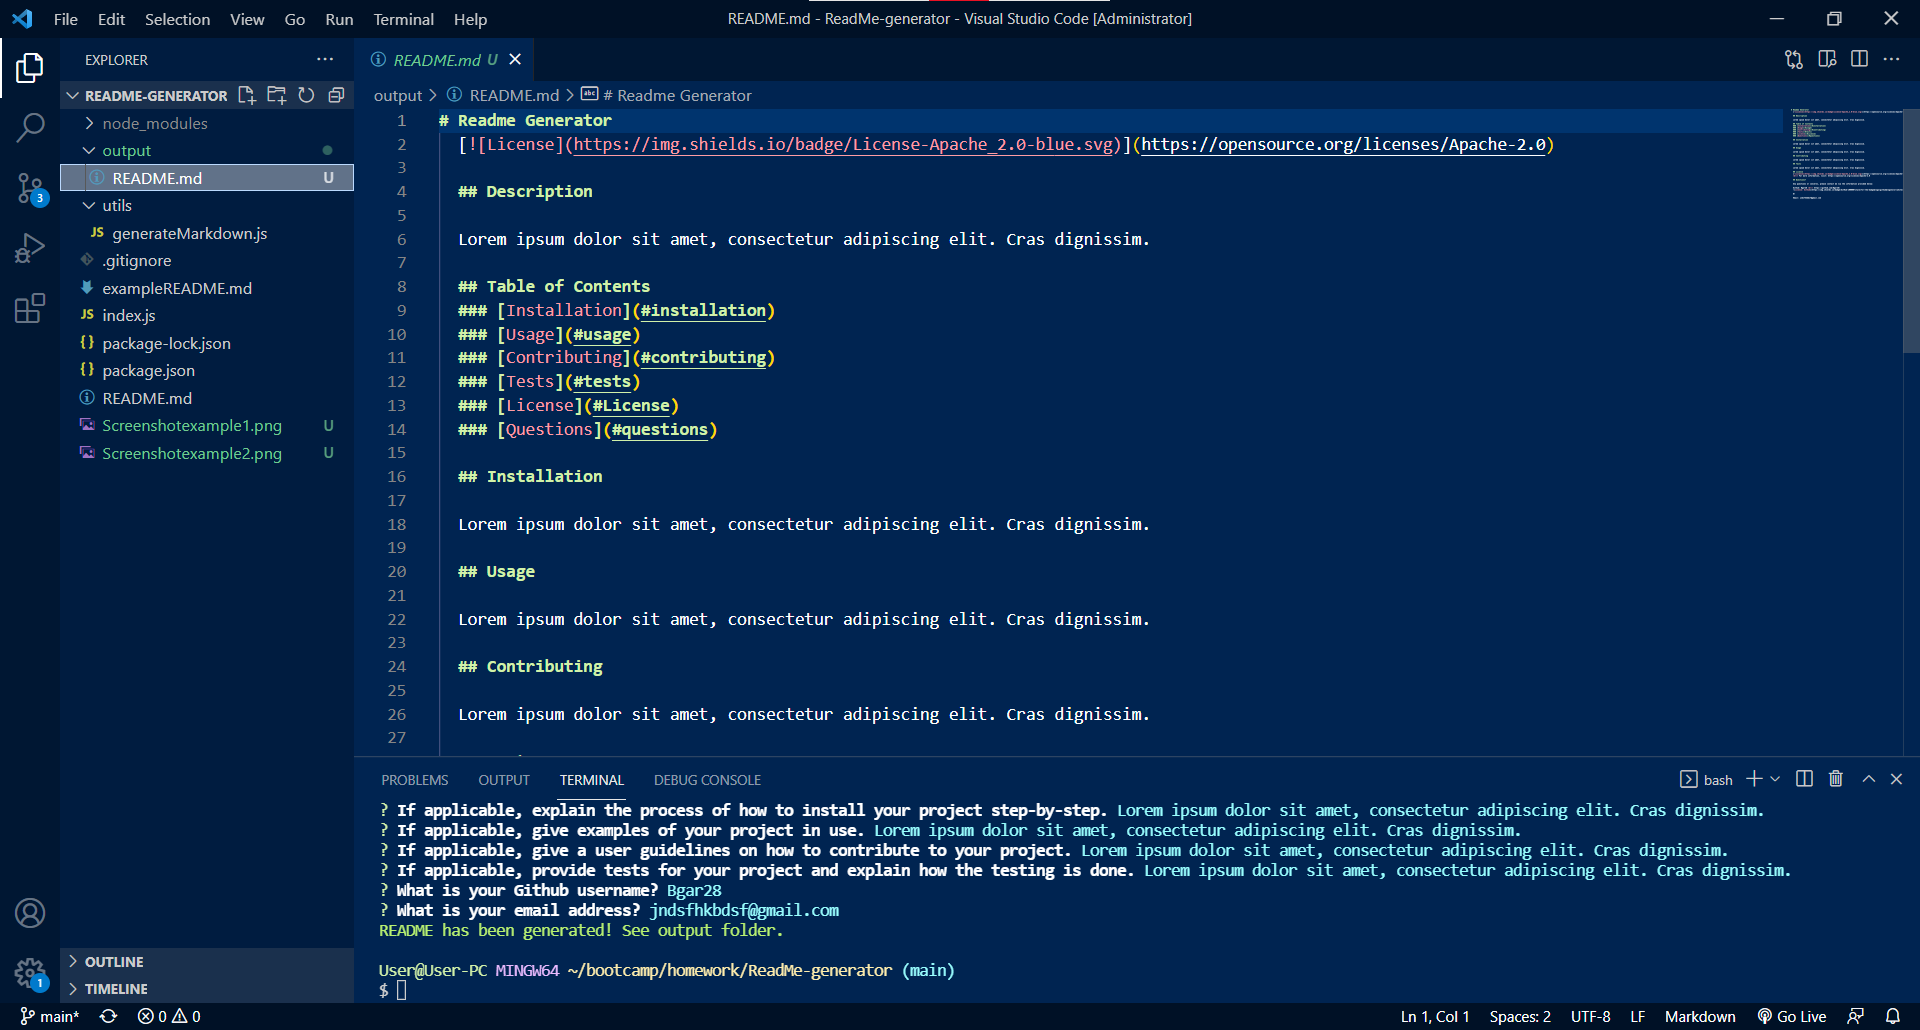 File Edit Selection View Go Run Terminal Help
README.md - ReadMe-generator - Visual Studio Code [Administrator]
EXPLORER
README-GENERATOR
node_modules
output
README.md U
utils
JS generateMarkdown.js
.gitignore
exampleREADME.md
JS index.js
{} package-lock.json
{} package.json
README.md
Screenshotexample1.png U
Screenshotexample2.png U
OUTLINE
TIMELINE
3
1
README.md U
output > README.md > # Readme Generator
1 # Readme Generator
2 [![License](https://img.shields.io/badge/License-Apache_2.0-blue.svg)](https://opensource.org/licenses/Apache-2.0)
3
4 ## Description
5
6 Lorem ipsum dolor sit amet, consectetur adipiscing elit. Cras dignissim.
7
8 ## Table of Contents
9 ### [Installation](#installation)
10 ### [Usage](#usage)
11 ### [Contributing](#contributing)
12 ### [Tests](#tests)
13 ### [License](#License)
14 ### [Questions](#questions)
15
16 ## Installation
17
18 Lorem ipsum dolor sit amet, consectetur adipiscing elit. Cras dignissim.
19
20 ## Usage
21
22 Lorem ipsum dolor sit amet, consectetur adipiscing elit. Cras dignissim.
23
24 ## Contributing
25
26 Lorem ipsum dolor sit amet, consectetur adipiscing elit. Cras dignissim.
27
PROBLEMS OUTPUT TERMINAL DEBUG CONSOLE
bash
? If applicable, explain the process of how to install your project step-by-step. Lorem ipsum dolor sit amet, consectetur adipiscing elit. Cras dignissim.
? If applicable, give examples of your project in use. Lorem ipsum dolor sit amet, consectetur adipiscing elit. Cras dignissim.
? If applicable, give a user guidelines on how to contribute to your project. Lorem ipsum dolor sit amet, consectetur adipiscing elit. Cras dignissim.
? If applicable, provide tests for your project and explain how the testing is done. Lorem ipsum dolor sit amet, consectetur adipiscing elit. Cras dignissim.
? What is your Github username? Bgar28
? What is your email address? jndsfhkbdsf@gmail.com
README has been generated! See output folder.
User@User-PC MINGW64 ~/bootcamp/homework/ReadMe-generator (main)
$
main* 0 0
Ln 1, Col 1 Spaces: 2 UTF-8 LF Markdown Go Live